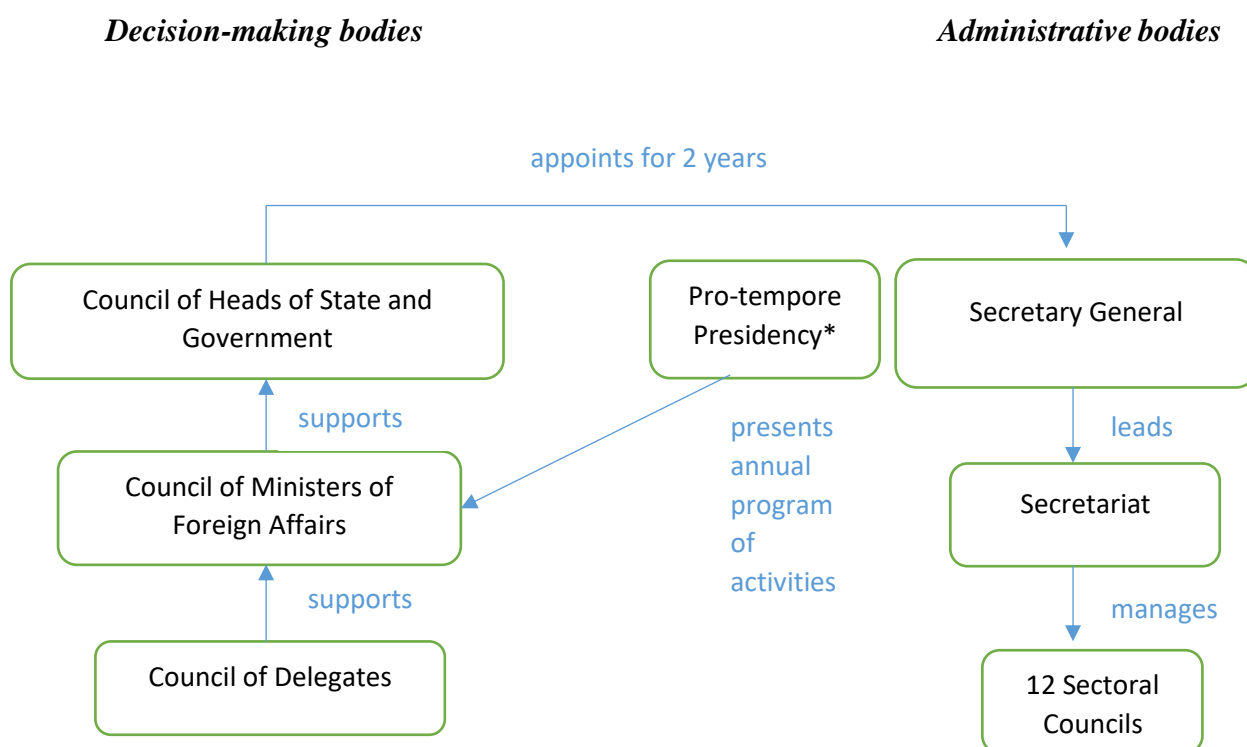 Decision-making bodies
Administrative bodies
appoints for 2 years
Council of Heads of State and
Government
Pro-tempore
Presidency*
Secretary General
supports
presents
annual
program
of
activities
leads
Council of Ministers of
Foreign Affairs
Secretariat
supports
manages
Council of Delegates
12 Sectoral
Councils